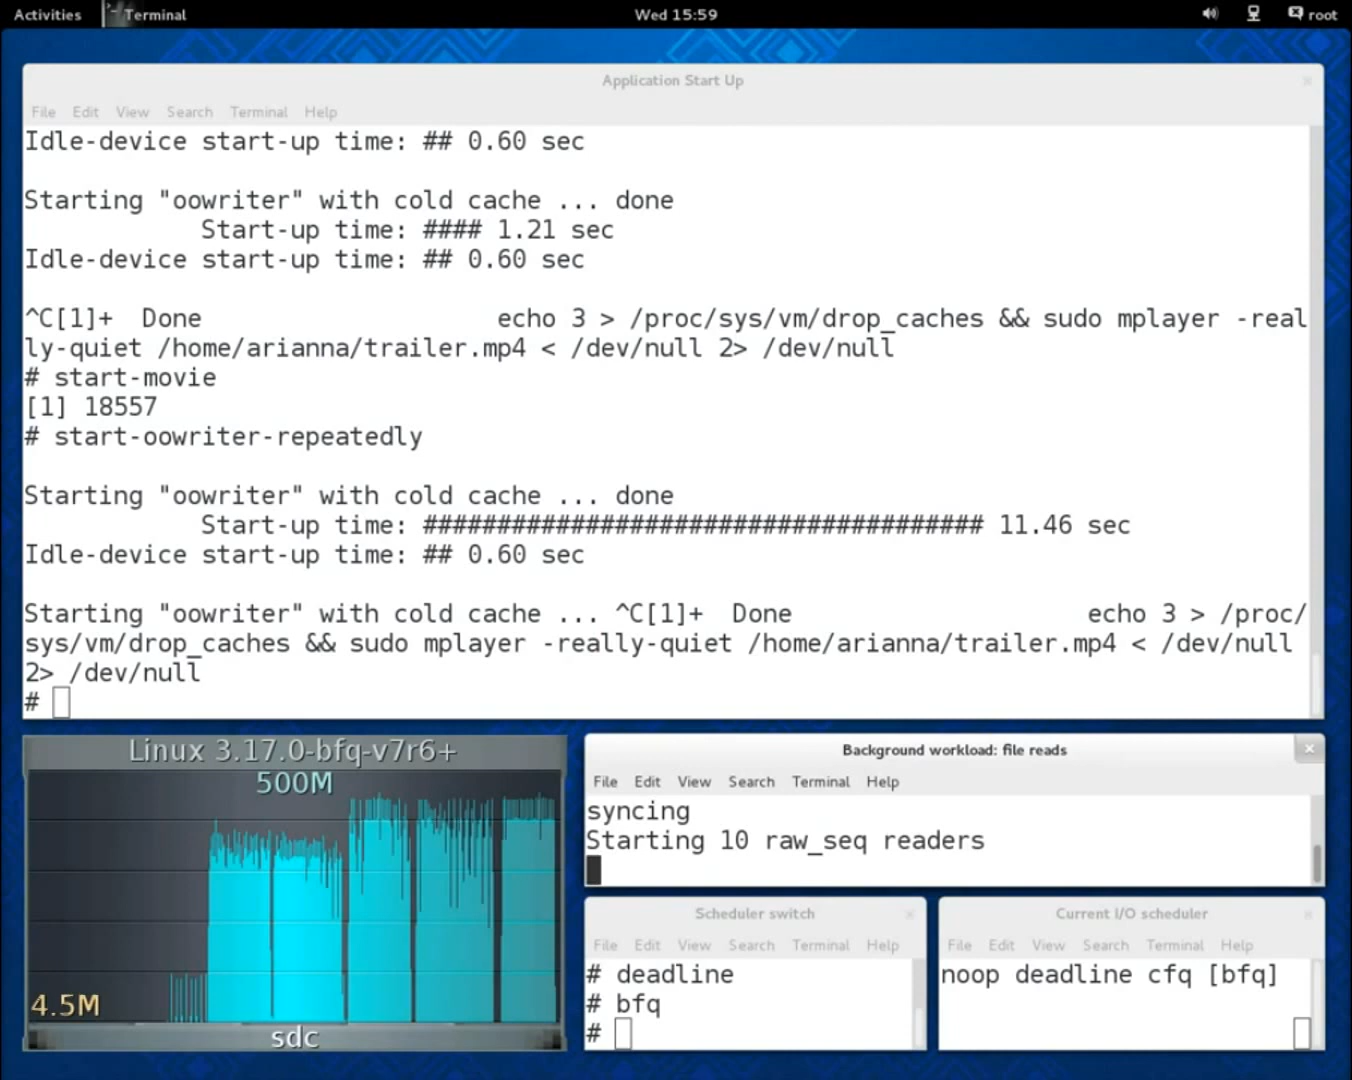 Activities Terminal Wed 15:59 root
Application Start Up
File Edit View Search Terminal Help
Idle-device start-up time: ## 0.60 sec
Starting "oowriter" with cold cache ... done
Start-up time: #### 1.21 sec
Idle-device start-up time: ## 0.60 sec
^C[1]+  Done                    echo 3 > /proc/sys/vm/drop_caches && sudo mplayer -real
ly-quiet /home/arianna/trailer.mp4 < /dev/null 2> /dev/null
# start-movie
[1] 18557
# start-oowriter-repeatedly
Starting "oowriter" with cold cache ... done
Start-up time: ###################################### 11.46 sec
Idle-device start-up time: ## 0.60 sec
Starting "oowriter" with cold cache ... ^C[1]+  Done                    echo 3 > /proc/
sys/vm/drop_caches && sudo mplayer -really-quiet /home/arianna/trailer.mp4 < /dev/null
2> /dev/null
#
Linux 3.17.0-bfq-v7r6+
500M
4.5M
sdc
Background workload: file reads
File Edit View Search Terminal Help
syncing
Starting 10 raw_seq readers
Scheduler switch
File Edit View Search Terminal Help
# deadline
# bfq
#
Current I/O scheduler
File Edit View Search Terminal Help
noop deadline cfq [bfq]